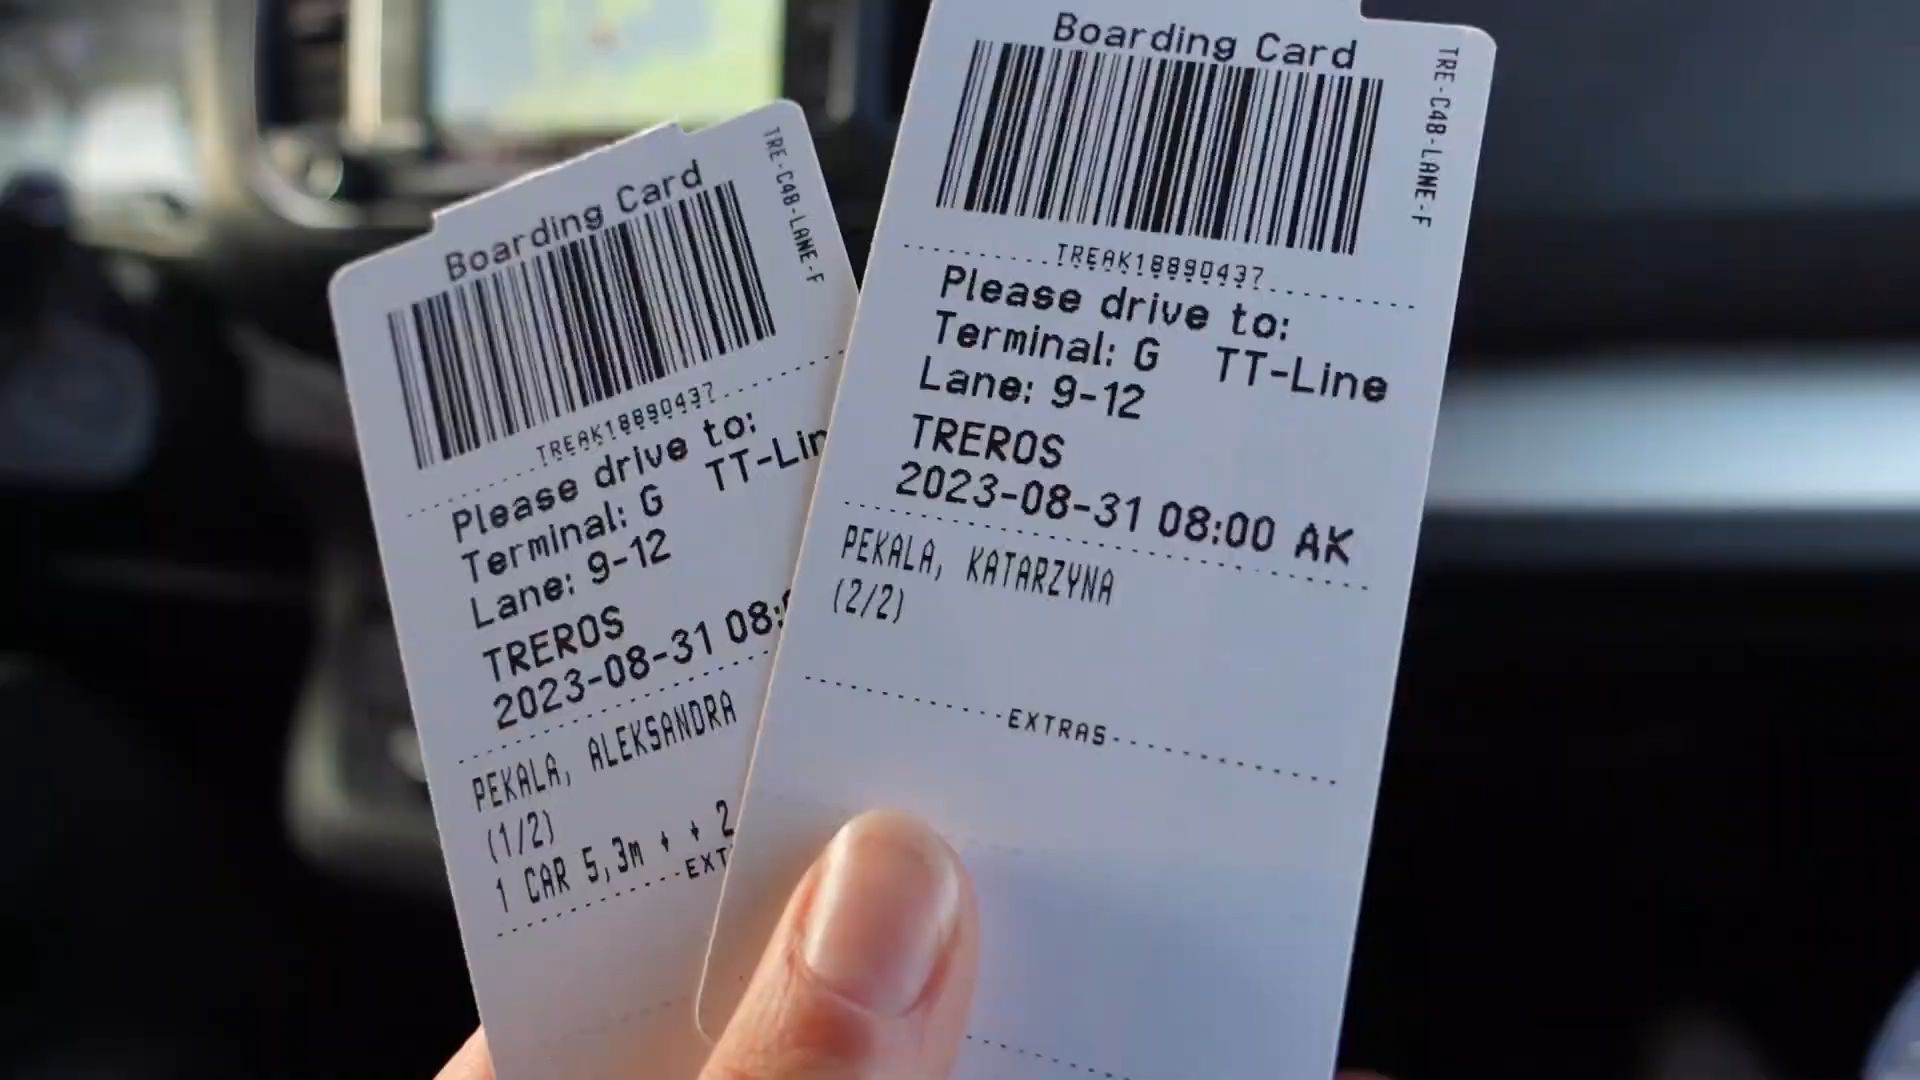 Boarding Card
TRE-C48-LANE-F
TREAK18890437
Please drive to:
Terminal: G TT-Lin
Lane: 9-12
TREROS
2023-08-31 08:
PEKALA, ALEKSANDRA
(1/2)
1 CAR 5,3m + + 2
EXT
Boarding Card
TRE-C48-LANE-F
TREAK18890437
Please drive to:
Terminal: G TT-Line
Lane: 9-12
TREROS
2023-08-31 08:00 AK
PEKALA, KATARZYNA
(2/2)
EXTRAS